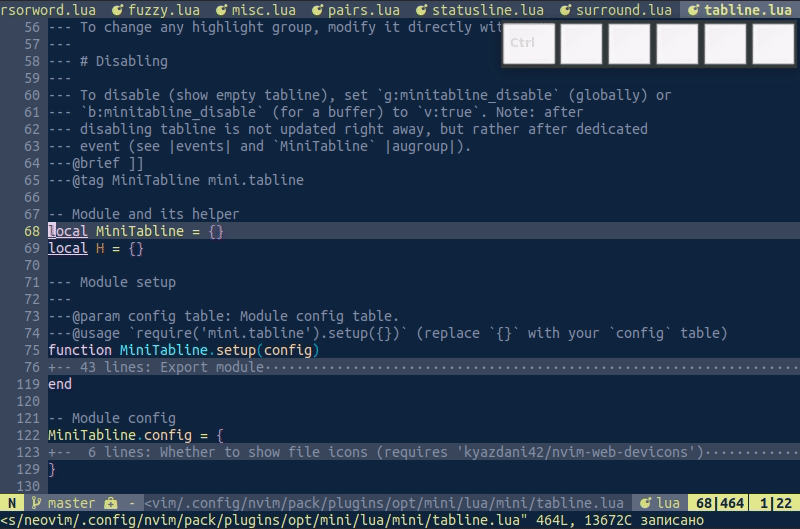 rsorword.lua fuzzy.lua misc.lua pairs.lua statusline.lua surround.lua tabline.lua
56 --- To change any highlight group, modify it directly wit
Ctrl
57 ---
58 --- # Disabling
59 ---
60 --- To disable (show empty tabline), set `g:minitabline_disable` (globally) or
61 --- `b:minitabline_disable` (for a buffer) to `v:true`. Note: after
62 --- disabling tabline is not updated right away, but rather after dedicated
63 --- event (see |events| and `MiniTabline` |augroup|).
64 ---@brief ]]
65 ---@tag MiniTabline mini.tabline
66
67 -- Module and its helper
68 local MiniTabline = {}
69 local H = {}
70
71 --- Module setup
72 ---
73 ---@param config table: Module config table.
74 ---@usage `require('mini.tabline').setup({})` (replace `{}` with your `config` table)
75 function MiniTabline.setup(config)
76 +-- 43 lines: Export module··········································································
119 end
120
121 -- Module config
122 MiniTabline.config = {
123 +--  6 lines: Whether to show file icons (requires 'kyazdani42/nvim-web-devicons')············
129 }
130
N master - <vim/.config/nvim/pack/plugins/opt/mini/lua/mini/tabline.lua lua 68|464 1|22
<s/neovim/.config/nvim/pack/plugins/opt/mini/lua/mini/tabline.lua" 464L, 13672C записано